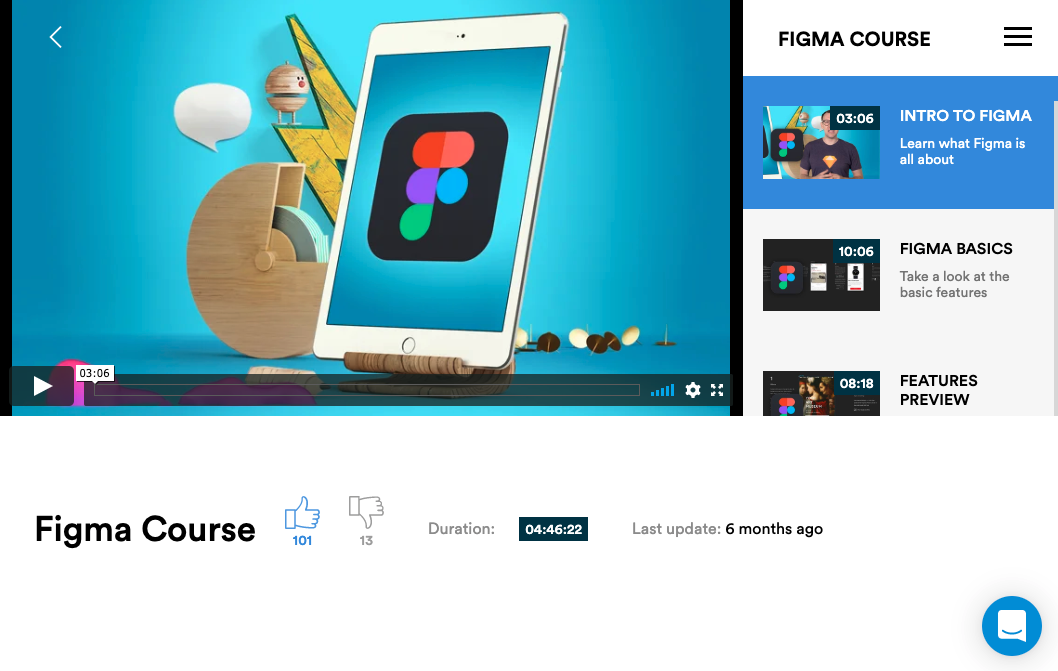 03:06
FIGMA COURSE
03:06
INTRO TO FIGMA
Learn what Figma is
all about
10:06
FIGMA BASICS
Take a look at the
basic features
08:18
FEATURES
PREVIEW
Figma Course
101
13
Duration:
04:46:22
Last update: 6 months ago